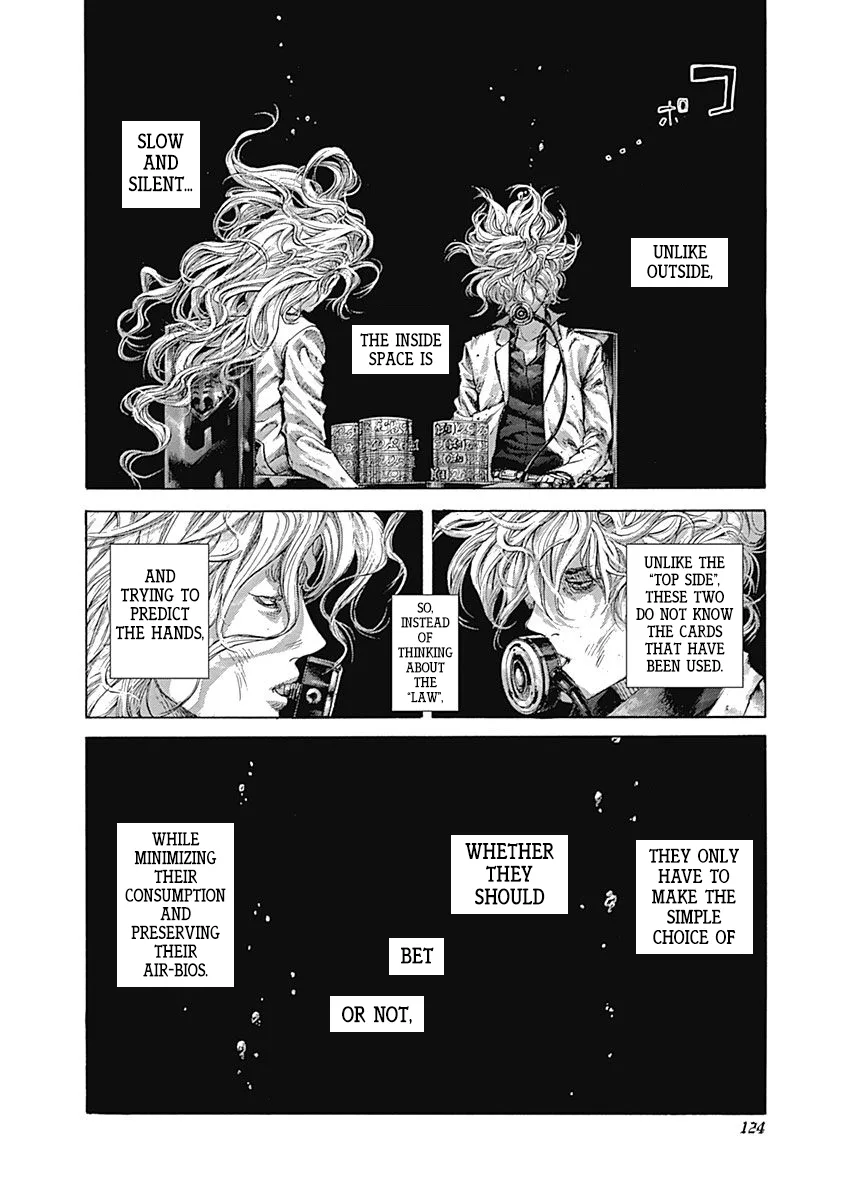 コ
ポ
UNLIKE
OUTSIDE,
THE INSIDE
SPACE IS
SLOW
AND
SILENT...
UNLIKE THE
"TOP SIDE",
THESE TWO
DO NOT KNOW
THE CARDS
THAT HAVE
BEEN USED.
SO,
INSTEAD
OF
THINKING
ABOUT
THE
"LAW",
AND
TRYING TO
PREDICT
THE HANDS,
THEY ONLY
HAVE TO
MAKE THE
SIMPLE
CHOICE OF
WHETHER
THEY
SHOULD
BET
OR NOT,
WHILE
MINIMIZING
THEIR
CONSUMPTION
AND
PRESERVING
THEIR
AIR-BIOS.
124